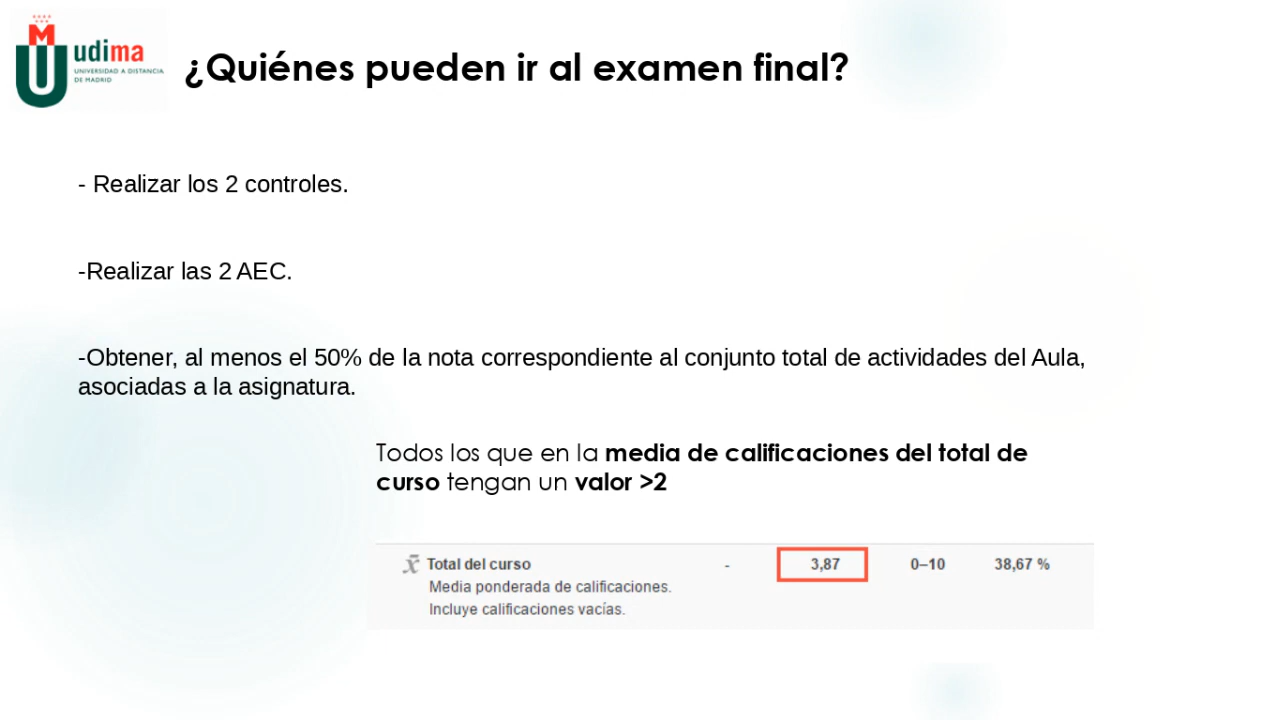 udima
UNIVERSIDAD A DISTANCIA
DE MADRID
¿Quiénes pueden ir al examen final?
- Realizar los 2 controles.
-Realizar las 2 AEC.
-Obtener, al menos el 50% de la nota correspondiente al conjunto total de actividades del Aula,
asociadas a la asignatura.
Todos los que en la media de calificaciones del total de
curso tengan un valor >2
x̄ Total del curso - 3,87 0–10 38,67 %
Media ponderada de calificaciones.
Incluye calificaciones vacías.